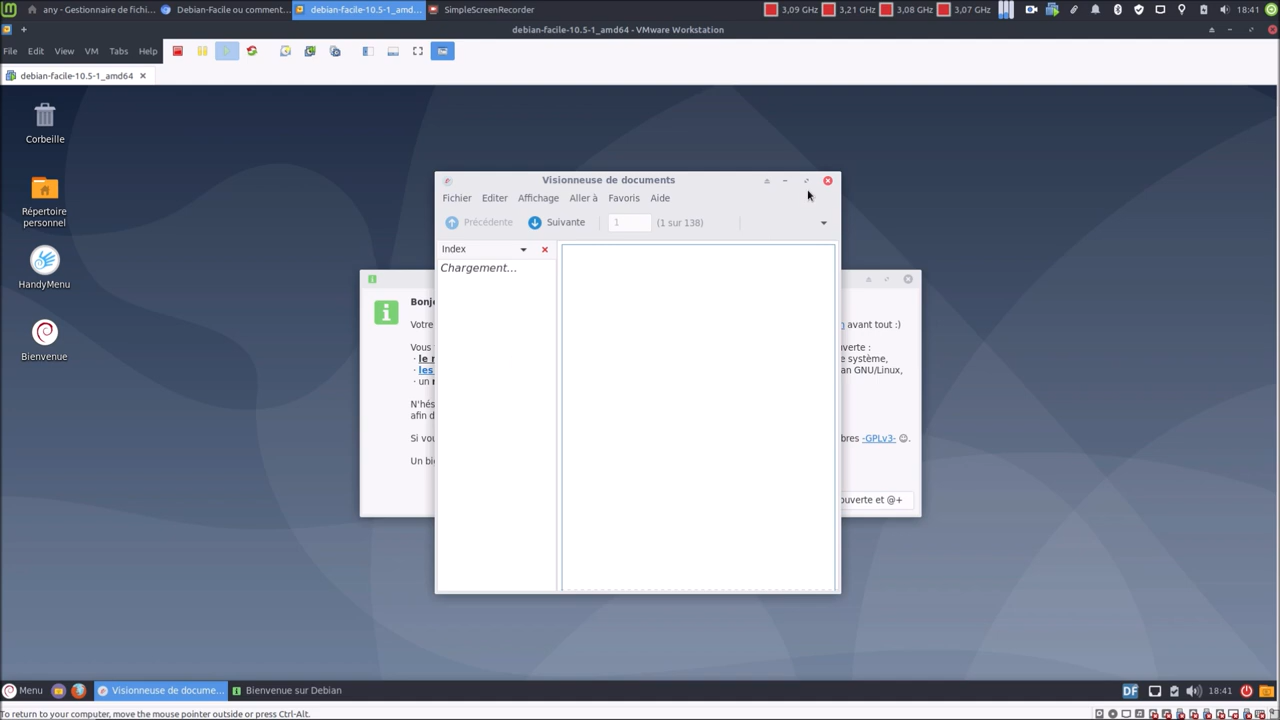 any - Gestionnaire de fichi...
Debian-Facile ou comment...
debian-facile-10.5-1_amd...
SimpleScreenRecorder
3,09 GHz
3,21 GHz
3,08 GHz
3,07 GHz
18:41
debian-facile-10.5-1_amd64 - VMware Workstation
File Edit View VM Tabs Help
debian-facile-10.5-1_amd64
Corbeille
Répertoire
personnel
HandyMenu
Bienvenue
Visionneuse de documents
Fichier Editer Affichage Aller à Favoris Aide
Précédente Suivante 1 (1 sur 138)
Index
Chargement...
Votre
avant tout :)
Vous
verte :
e système,
les
an GNU/Linux,
· un
N'hés
afin d
Si vou
bres -GPLv3- ☺.
Un bi
ouverte et @+
Menu
Visionneuse de docume...
Bienvenue sur Debian
DF
18:41
To return to your computer, move the mouse pointer outside or press Ctrl-Alt.